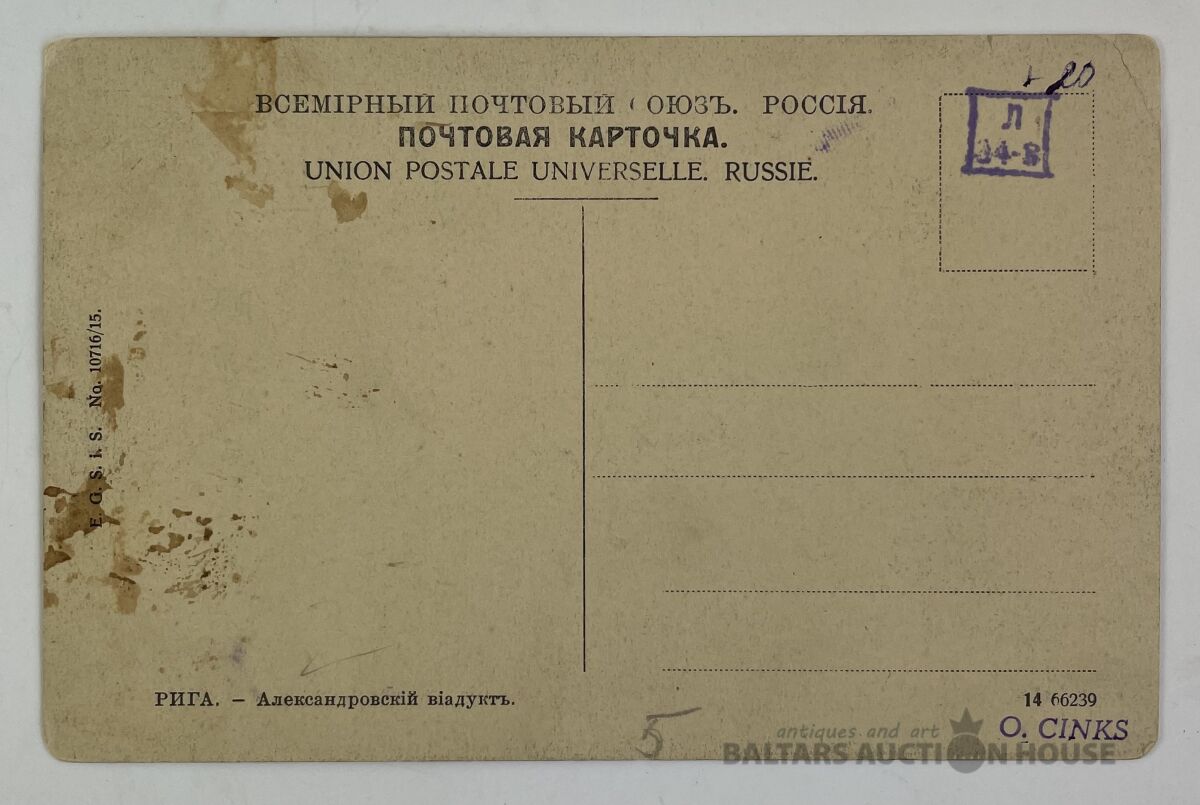 + 20
ВСЕМІРНЫЙ ПОЧТОВЫЙ ОЮЗЪ. РОССІЯ.
ПОЧТОВАЯ КАРТОЧКА.
UNION POSTALE UNIVERSELLE. RUSSIE.
Л
34-8
E. G. S. I. S. No. 10716/15.
РИГА. – Александровскій віадуктъ.
14 66239
5
O. CINKS
antiques and art
BALTARS AUCTION HOUSE